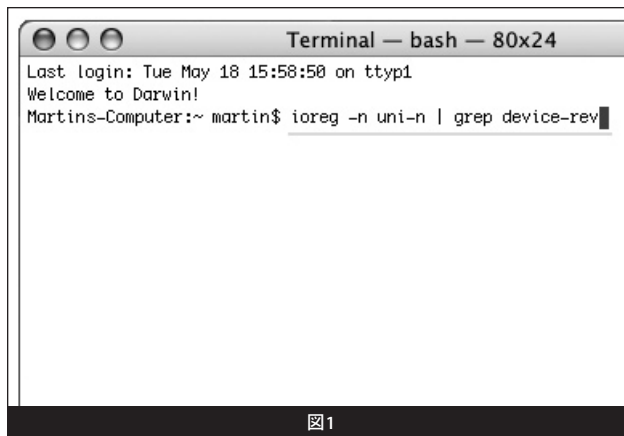 Terminal — bash — 80x24
Last login: Tue May 18 15:58:50 on ttyp1
Welcome to Darwin!
Martins-Computer:~ martin$ ioreg -n uni-n | grep device-rev
図1